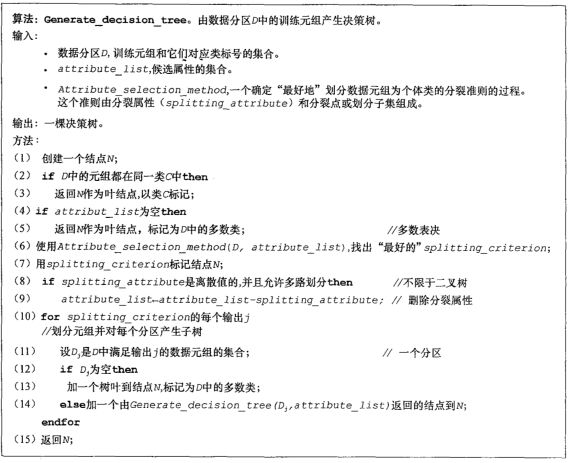 算法：Generate_decision_tree。由数据分区D中的训练元组产生决策树。
输入：
• 数据分区D，训练元组和它们对应类标号的集合。
• attribute_list,候选属性的集合。
• Attribute_selection_method,一个确定“最好地”划分数据元组为个体类的分裂准则的过程。
这个准则由分裂属性（splitting_attribute）和分裂点或划分子集组成。
输出：一棵决策树。
方法：
(1) 创建一个结点N;
(2) if D中的元组都在同一类C中then
(3) 返回N作为叶结点,以类C标记;
(4) if attribut_list为空then
(5) 返回N作为叶结点，标记为D中的多数类; //多数表决
(6) 使用Attribute_selection_method(D, attribute_list),找出“最好的”splitting_criterion;
(7) 用splitting_criterion标记结点N;
(8) if splitting_attribute是离散值的,并且允许多路划分then //不限于二叉树
(9) attribute_list←attribute_list-splitting_attribute; // 删除分裂属性
(10) for splitting_criterion的每个输出j
//划分元组并对每个分区产生子树
(11) 设Dj是D中满足输出j的数据元组的集合; // 一个分区
(12) if Dj为空then
(13) 加一个树叶到结点N,标记为D中的多数类;
(14) else加一个由Generate_decision_tree(Dj,attribute_list)返回的结点到N;
endfor
(15) 返回N;